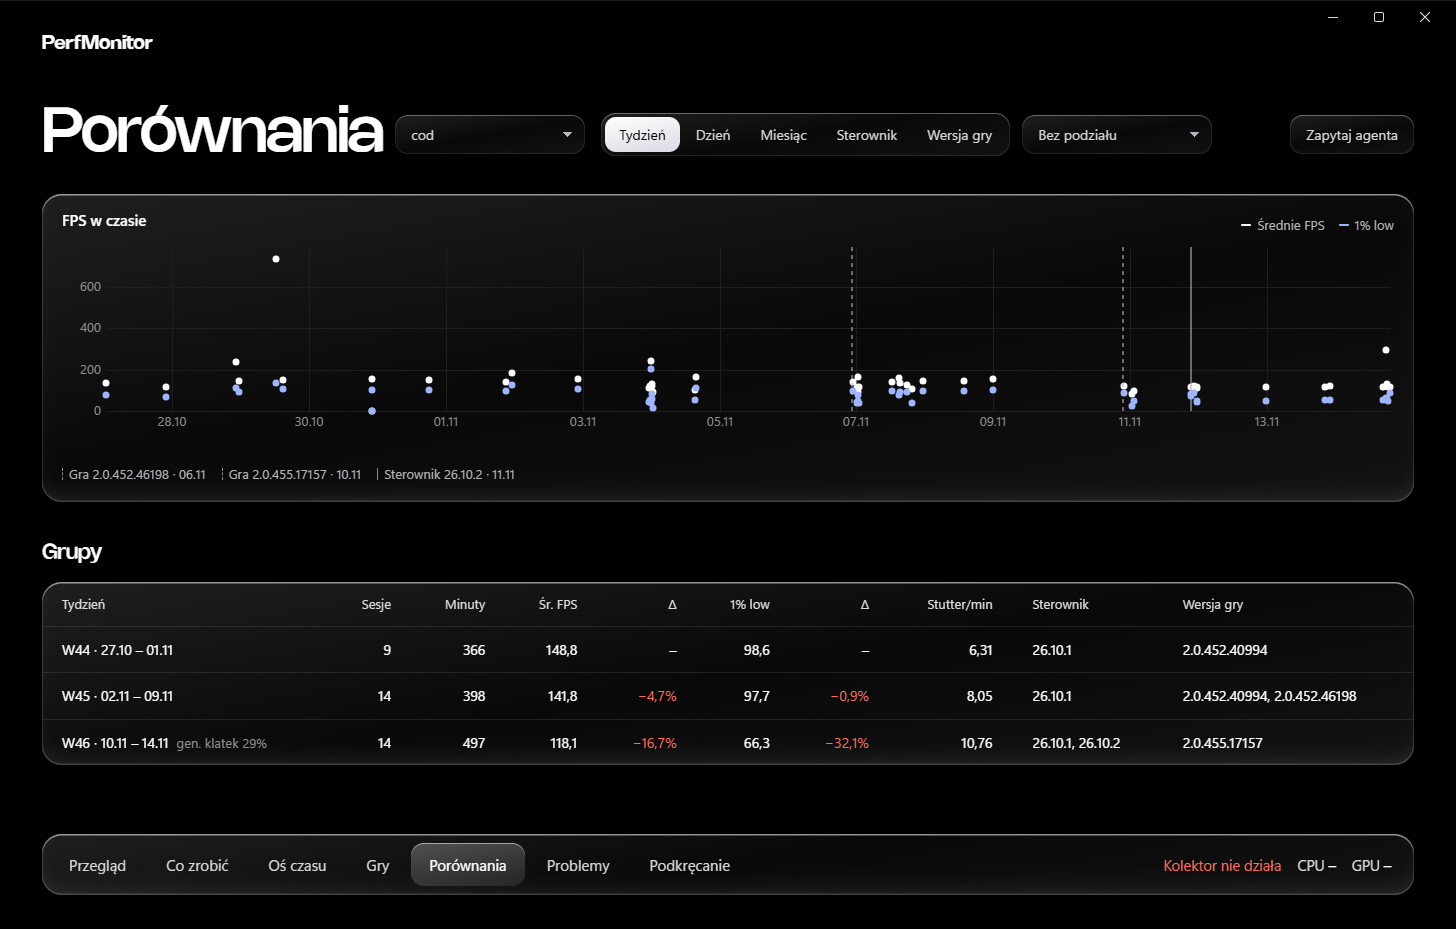 PerfMonitor
Porównania
cod
Tydzień Dzień Miesiąc Sterownik Wersja gry
Bez podziału
Zapytaj agenta
FPS w czasie
Średnie FPS 1% low
600
400
200
0
28.10 30.10 01.11 03.11 05.11 07.11 09.11 11.11 13.11
Gra 2.0.452.46198 · 06.11 Gra 2.0.455.17157 · 10.11 Sterownik 26.10.2 · 11.11
Grupy
Tydzień Sesje Minuty Śr. FPS Δ 1% low Δ Stutter/min Sterownik Wersja gry
W44 · 27.10 – 01.11 9 366 148,8 – 98,6 – 6,31 26.10.1 2.0.452.40994
W45 · 02.11 – 09.11 14 398 141,8 −4,7% 97,7 −0,9% 8,05 26.10.1 2.0.452.40994, 2.0.452.46198
W46 · 10.11 – 14.11 gen. klatek 29% 14 497 118,1 −16,7% 66,3 −32,1% 10,76 26.10.1, 26.10.2 2.0.455.17157
Przegląd Co zrobić Oś czasu Gry Porównania Problemy Podkręcanie Kolektor nie działa CPU – GPU –